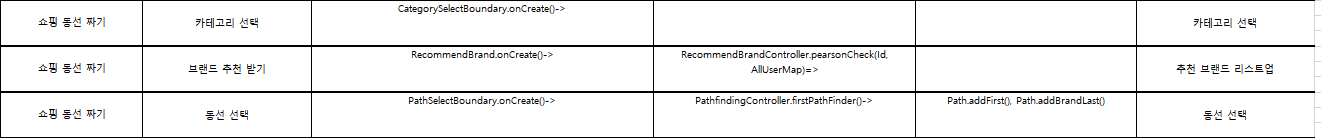 쇼핑 동선 짜기
카테고리 선택
CategorySelectBoundary.onCreate()->
카테고리 선택
쇼핑 동선 짜기
브랜드 추천 받기
RecommendBrand.onCreate()->
RecommendBrandController.pearsonCheck(Id,
AllUserMap)=>
추천 브랜드 리스트업
쇼핑 동선 짜기
동선 선택
PathSelectBoundary.onCreate()->
PathfindingController.firstPathFinder()->
Path.addFirst(), Path.addBrandLast()
동선 선택